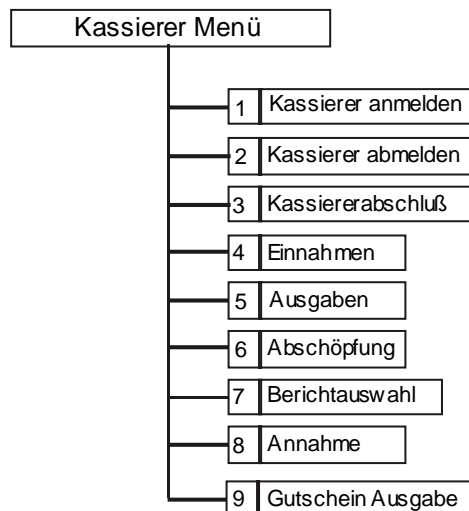 Kassierer Menü
1 Kassierer anmelden
2 Kassierer abmelden
3 Kassiererabschluß
4 Einnahmen
5 Ausgaben
6 Abschöpfung
7 Berichtauswahl
8 Annahme
9 Gutschein Ausgabe